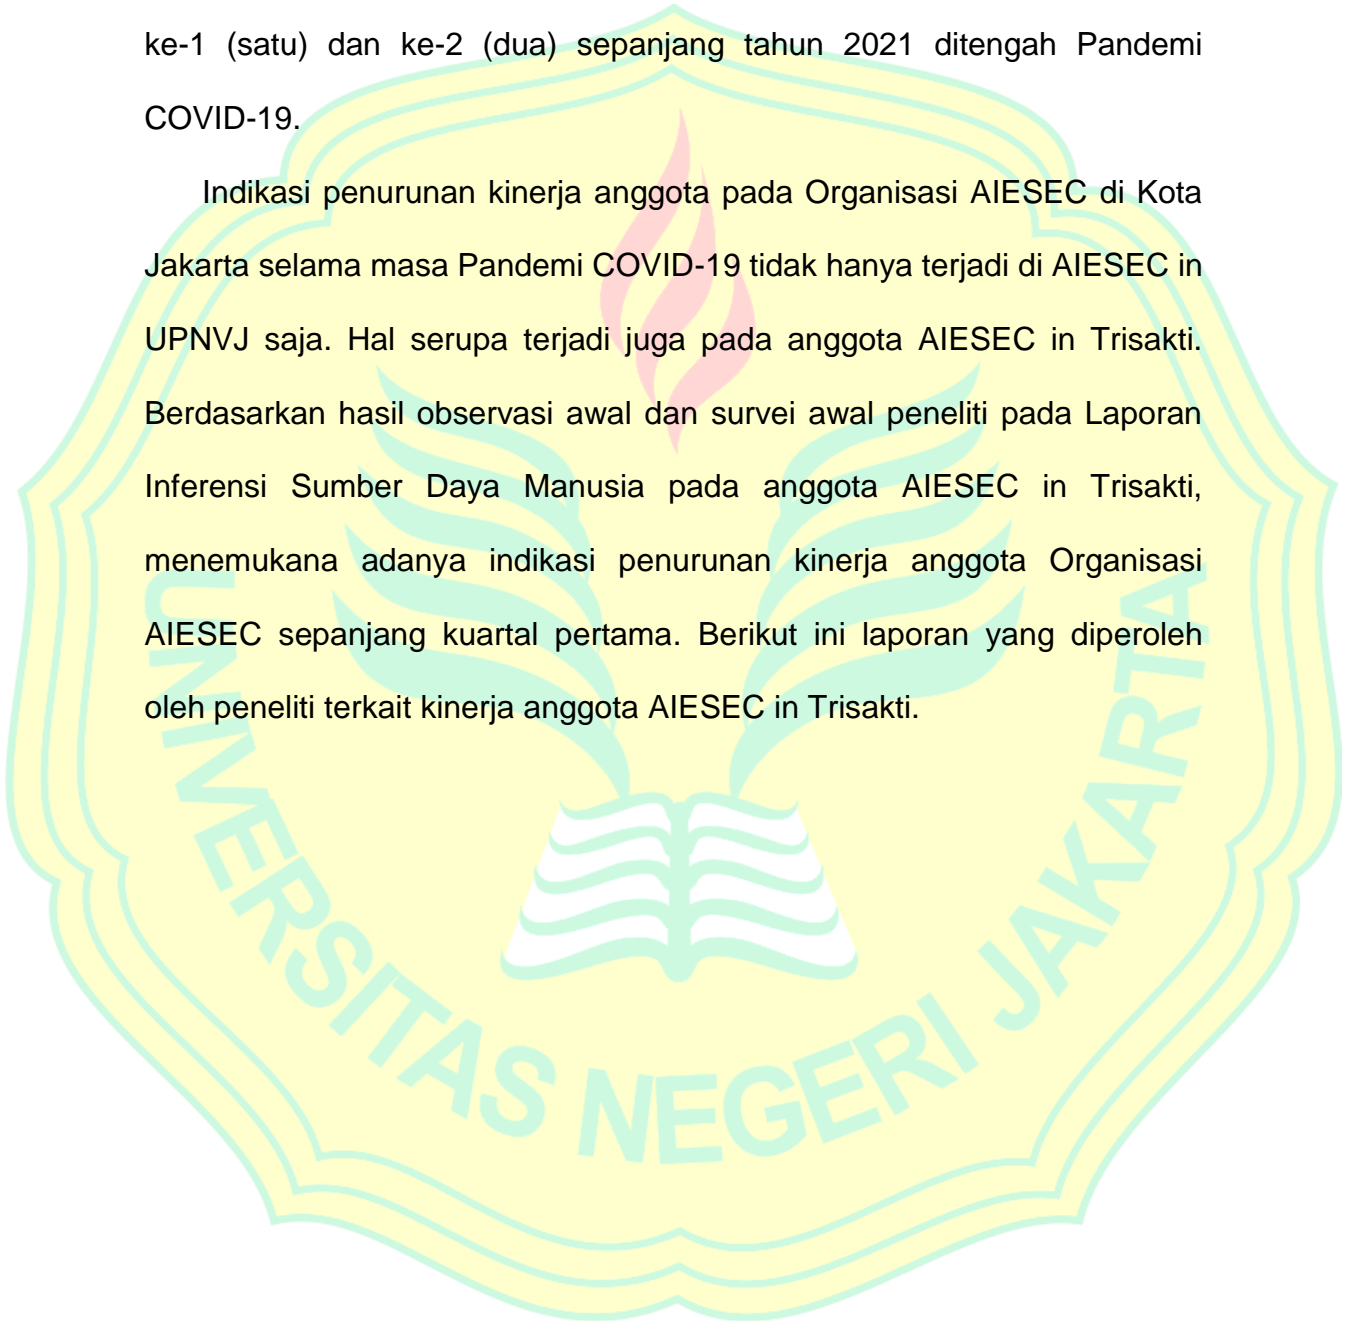 ke-1 (satu) dan ke-2 (dua) sepanjang tahun 2021 ditengah Pandemi
COVID-19.
Indikasi penurunan kinerja anggota pada Organisasi AIESEC di Kota
Jakarta selama masa Pandemi COVID-19 tidak hanya terjadi di AIESEC in
UPNVJ saja. Hal serupa terjadi juga pada anggota AIESEC in Trisakti.
Berdasarkan hasil observasi awal dan survei awal peneliti pada Laporan
Inferensi Sumber Daya Manusia pada anggota AIESEC in Trisakti,
menemukana adanya indikasi penurunan kinerja anggota Organisasi
AIESEC sepanjang kuartal pertama. Berikut ini laporan yang diperoleh
oleh peneliti terkait kinerja anggota AIESEC in Trisakti.
UNIVERSITAS NEGERI JAKARTA